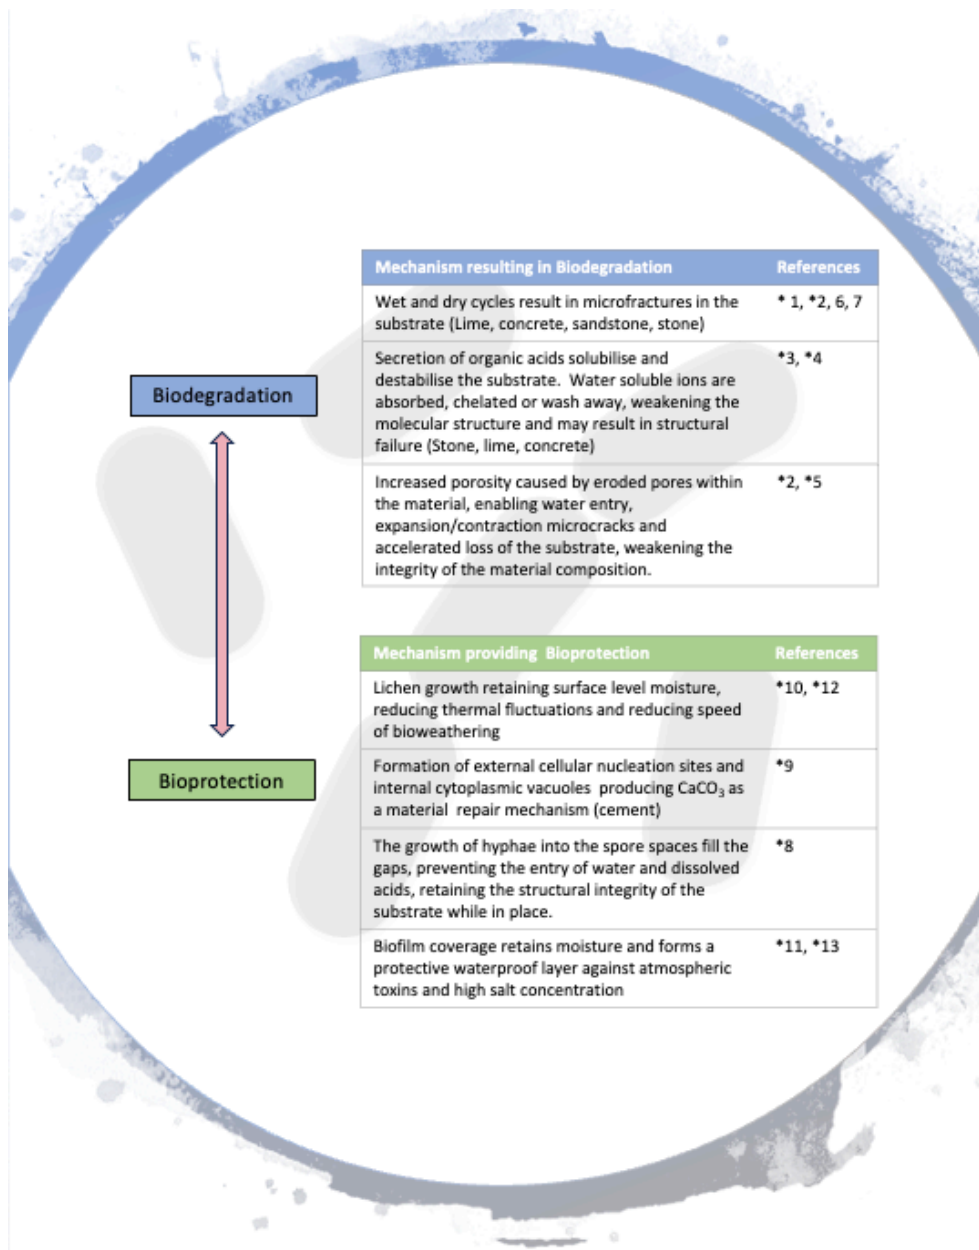 Mechanism resulting in Biodegradation References
Wet and dry cycles result in microfractures in the * 1, *2, 6, 7
substrate (Lime, concrete, sandstone, stone)
Secretion of organic acids solubilise and *3, *4
destabilise the substrate. Water soluble ions are
absorbed, chelated or wash away, weakening the
molecular structure and may result in structural
failure (Stone, lime, concrete)
Increased porosity caused by eroded pores within *2, *5
the material, enabling water entry,
expansion/contraction microcracks and
accelerated loss of the substrate, weakening the
integrity of the material composition.
Biodegradation
Bioprotection
Mechanism providing Bioprotection References
Lichen growth retaining surface level moisture, *10, *12
reducing thermal fluctuations and reducing speed
of bioweathering
Formation of external cellular nucleation sites and *9
internal cytoplasmic vacuoles producing CaCO₃ as
a material repair mechanism (cement)
The growth of hyphae into the spore spaces fill the *8
gaps, preventing the entry of water and dissolved
acids, retaining the structural integrity of the
substrate while in place.
Biofilm coverage retains moisture and forms a *11, *13
protective waterproof layer against atmospheric
toxins and high salt concentration